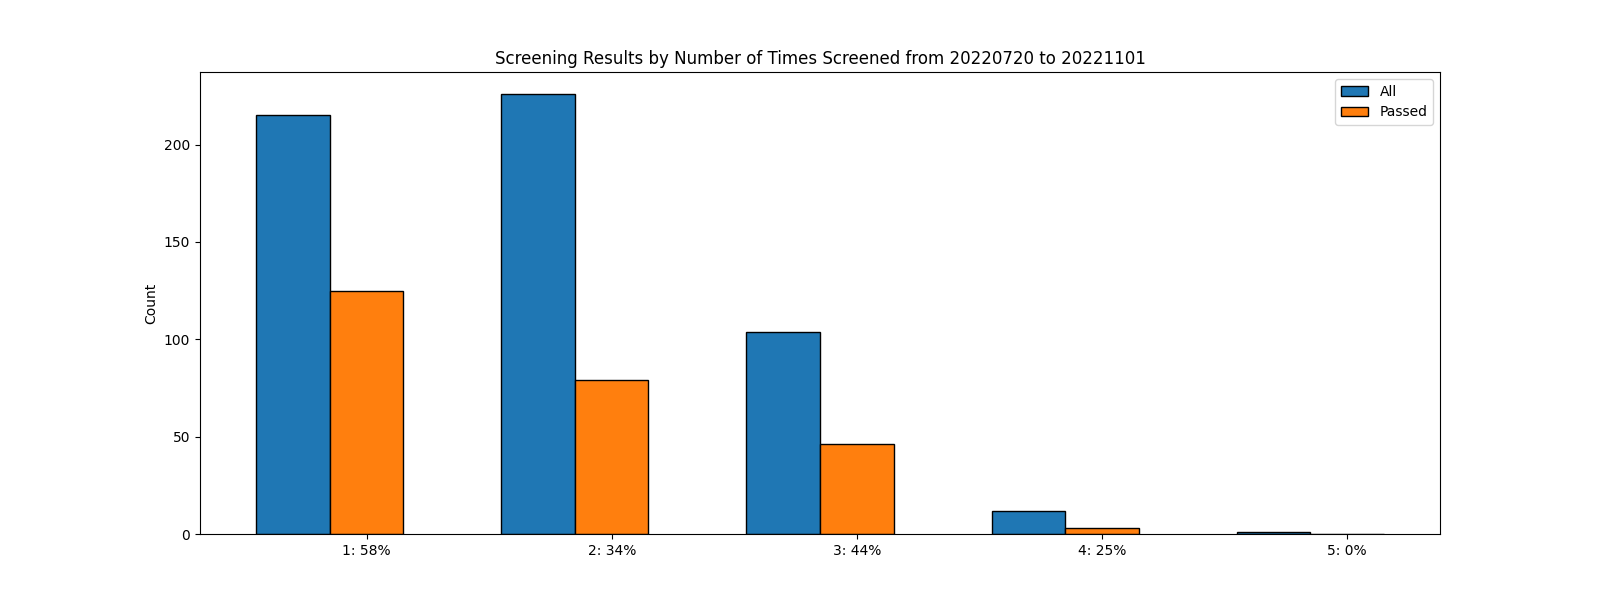 Screening Results by Number of Times Screened from 20220720 to 20221101
All
Passed
Count
200
150
100
50
0
1: 58%
2: 34%
3: 44%
4: 25%
5: 0%